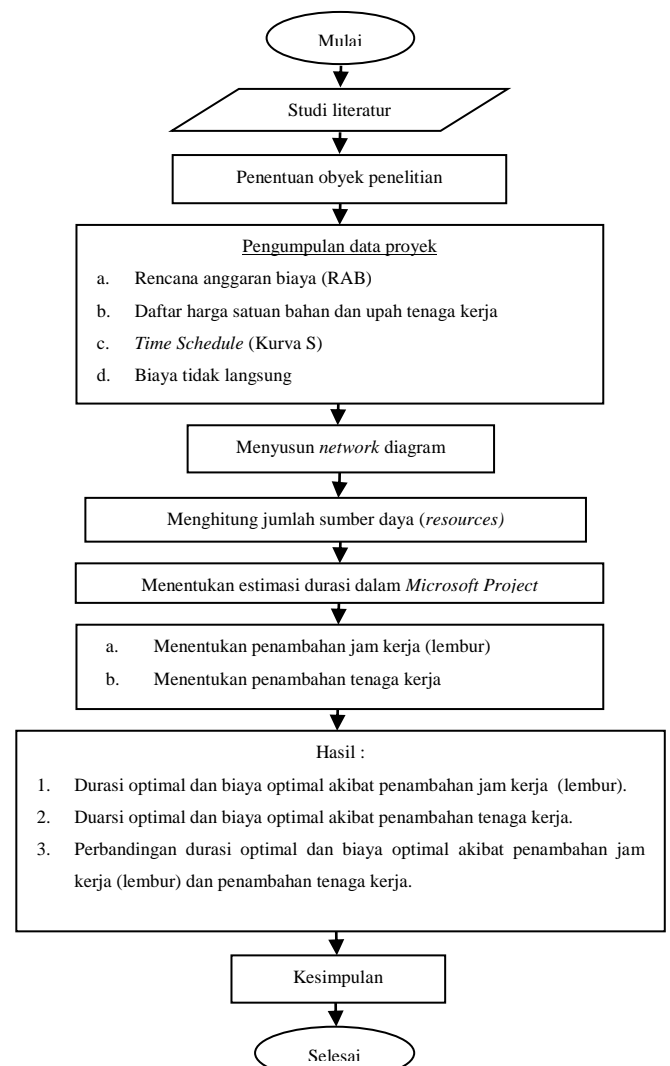 Mulai
Studi literatur
Penentuan obyek penelitian
Pengumpulan data proyek
a. Rencana anggaran biaya (RAB)
b. Daftar harga satuan bahan dan upah tenaga kerja
c. Time Schedule (Kurva S)
d. Biaya tidak langsung
Menyusun network diagram
Menghitung jumlah sumber daya (resources)
Menentukan estimasi durasi dalam Microsoft Project
a. Menentukan penambahan jam kerja (lembur)
b. Menentukan penambahan tenaga kerja
Hasil :
1. Durasi optimal dan biaya optimal akibat penambahan jam kerja (lembur).
2. Duarsi optimal dan biaya optimal akibat penambahan tenaga kerja.
3. Perbandingan durasi optimal dan biaya optimal akibat penambahan jam
kerja (lembur) dan penambahan tenaga kerja.
Kesimpulan
Selesai